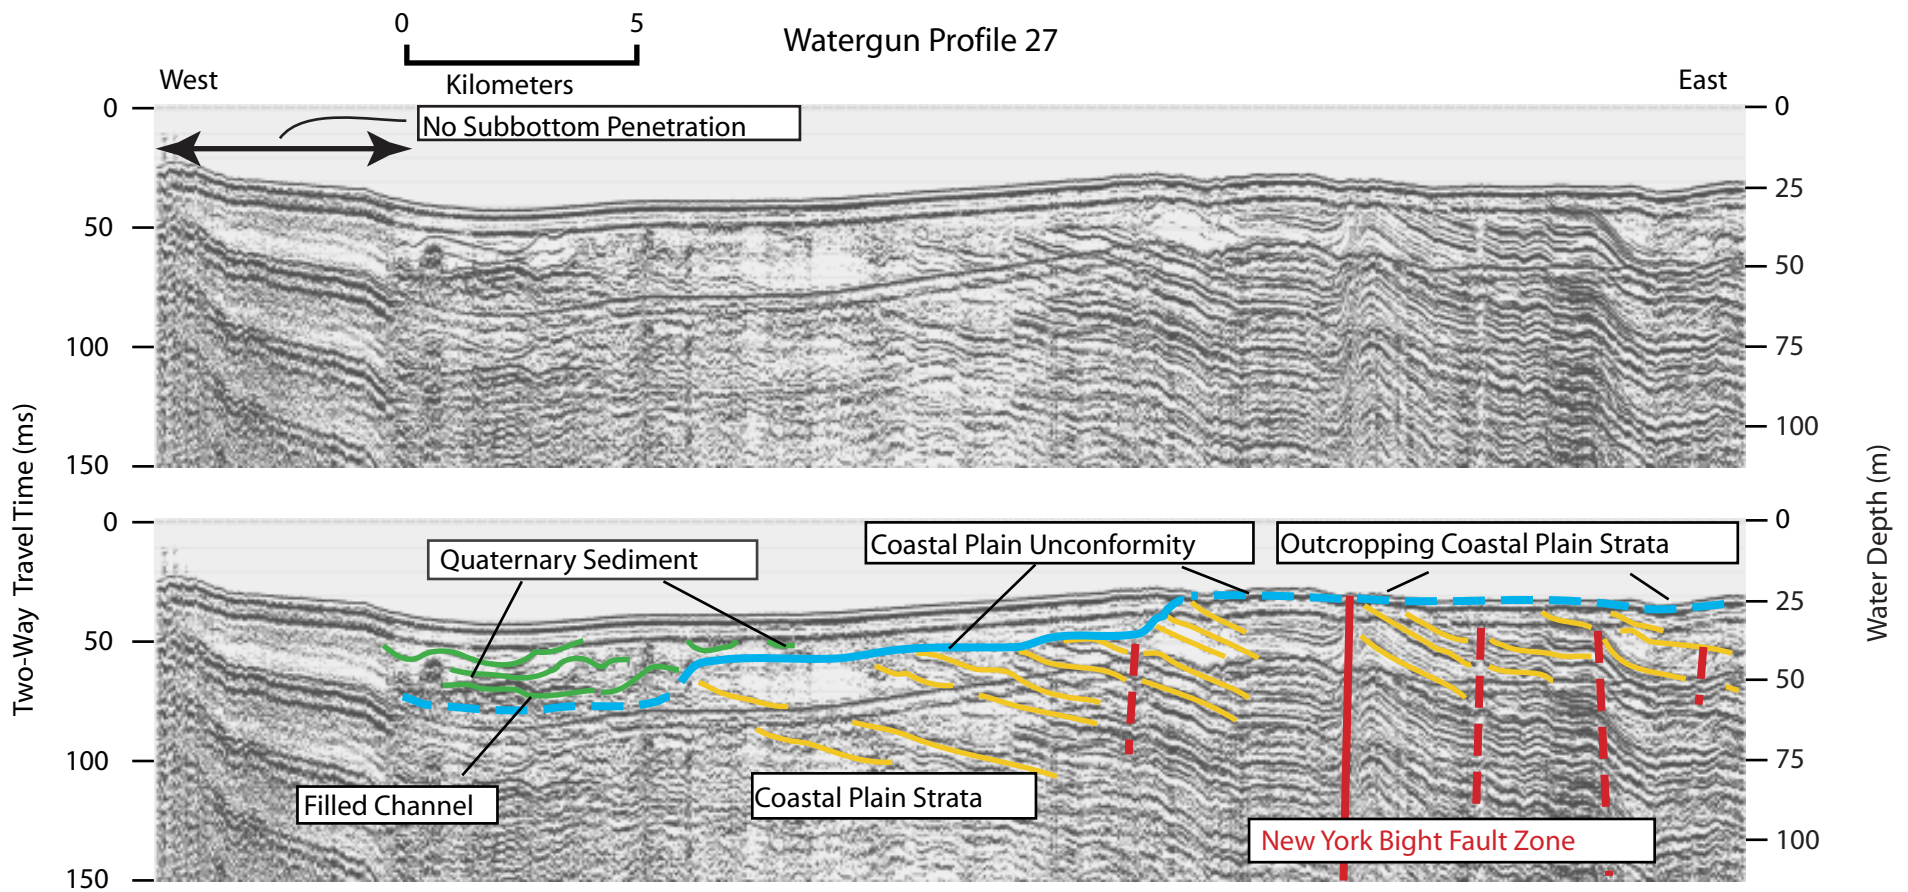 0 5
Watergun Profile 27
Kilometers
West
East
0
50
100
150
0
25
50
75
100
No Subbottom Penetration
Two-Way Travel Time (ms)
Water Depth (m)
0
50
100
150
0
25
50
75
100
Quaternary Sediment
Coastal Plain Unconformity
Outcropping Coastal Plain Strata
Filled Channel
Coastal Plain Strata
New York Bight Fault Zone